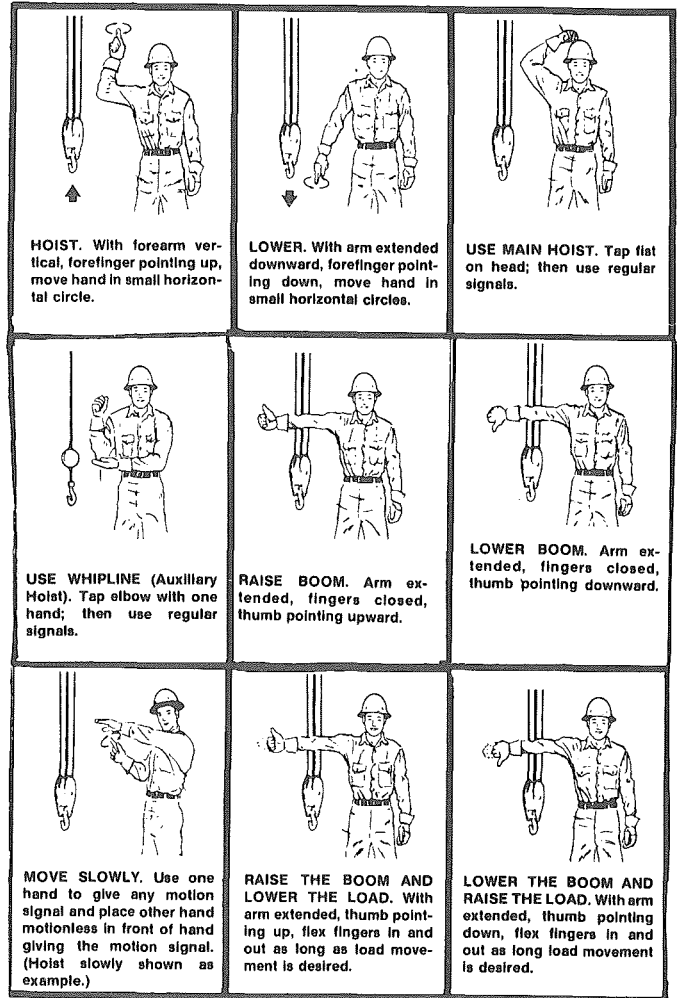 HOIST. With forearm ver-
tical, forefinger pointing up,
move hand in small horizon-
tal circle.
LOWER. With arm extended
downward, forefinger point-
ing down, move hand in
small horizontal circles.
USE MAIN HOIST. Tap fist
on head; then use regular
signals.
USE WHIPLINE (Auxiliary
Hoist). Tap elbow with one
hand; then use regular
signals.
RAISE BOOM. Arm ex-
tended, fingers closed,
thumb pointing upward.
LOWER BOOM. Arm ex-
tended, fingers closed,
thumb pointing downward.
MOVE SLOWLY. Use one
hand to give any motion
signal and place other hand
motionless in front of hand
giving the motion signal.
(Hoist slowly shown as
example.)
RAISE THE BOOM AND
LOWER THE LOAD. With
arm extended, thumb point-
ing up, flex fingers in and
out as long as load move-
ment is desired.
LOWER THE BOOM AND
RAISE THE LOAD. With arm
extended, thumb pointing
down, flex fingers in and
out as long load movement
is desired.